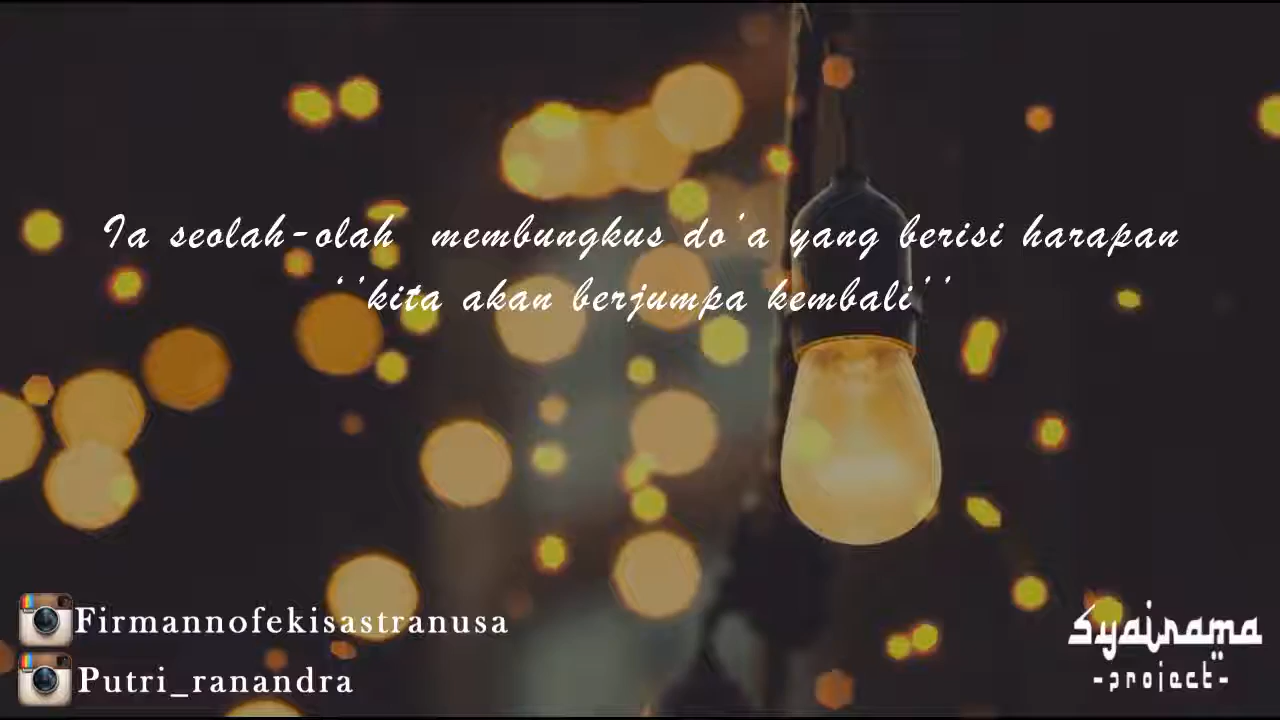 Ia seolah-olah membungkus do'a yang berisi harapan
''kita akan berjumpa kembali''
Firmannofekisastranusa
Putri_ranandra
Syairama
-project-